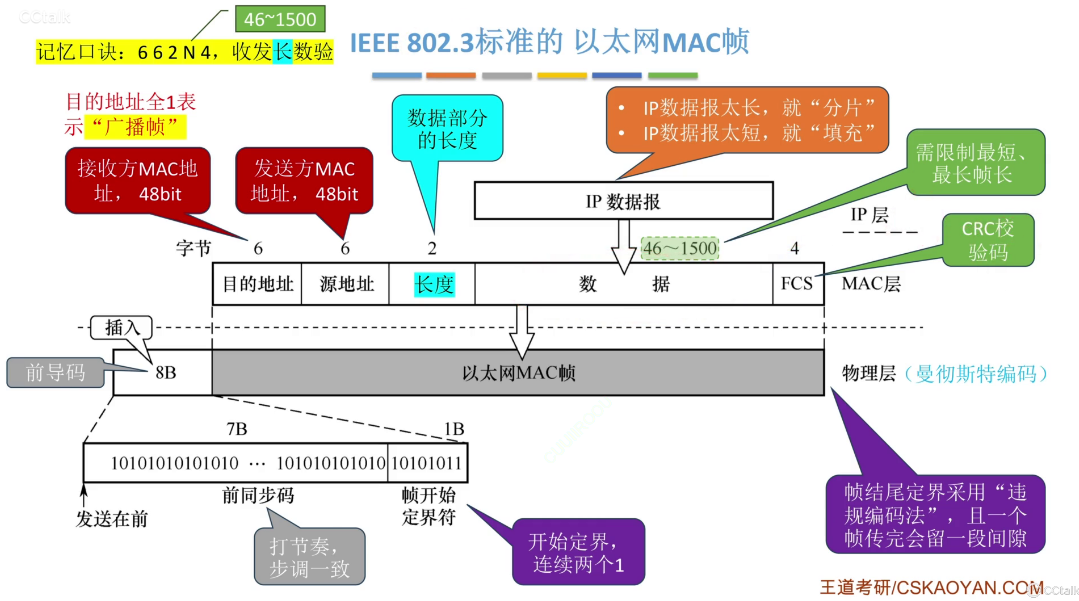 CCtalk
46~1500
记忆口诀：6 6 2 N 4，收发长数验
IEEE 802.3标准的 以太网MAC帧
目的地址全1表
示“广播帧”
接收方MAC地
址， 48bit
发送方MAC
地址， 48bit
数据部分
的长度
• IP数据报太长，就“分片”
• IP数据报太短，就“填充”
需限制最短、
最长帧长
IP 数据报
IP 层
CRC校
验码
字节 6 6 2 46～1500 4
目的地址 源地址 长度 数 据 FCS MAC层
插入
前导码 8B 以太网MAC帧 物理层（曼彻斯特编码）
7B 1B
10101010101010 … 101010101010 10101011
前同步码
帧开始
定界符
发送在前
打节奏，
步调一致
开始定界，
连续两个1
帧结尾定界采用“违
规编码法”，且一个
帧传完会留一段间隙
王道考研/CSKAOYAN.COM
CCtalk